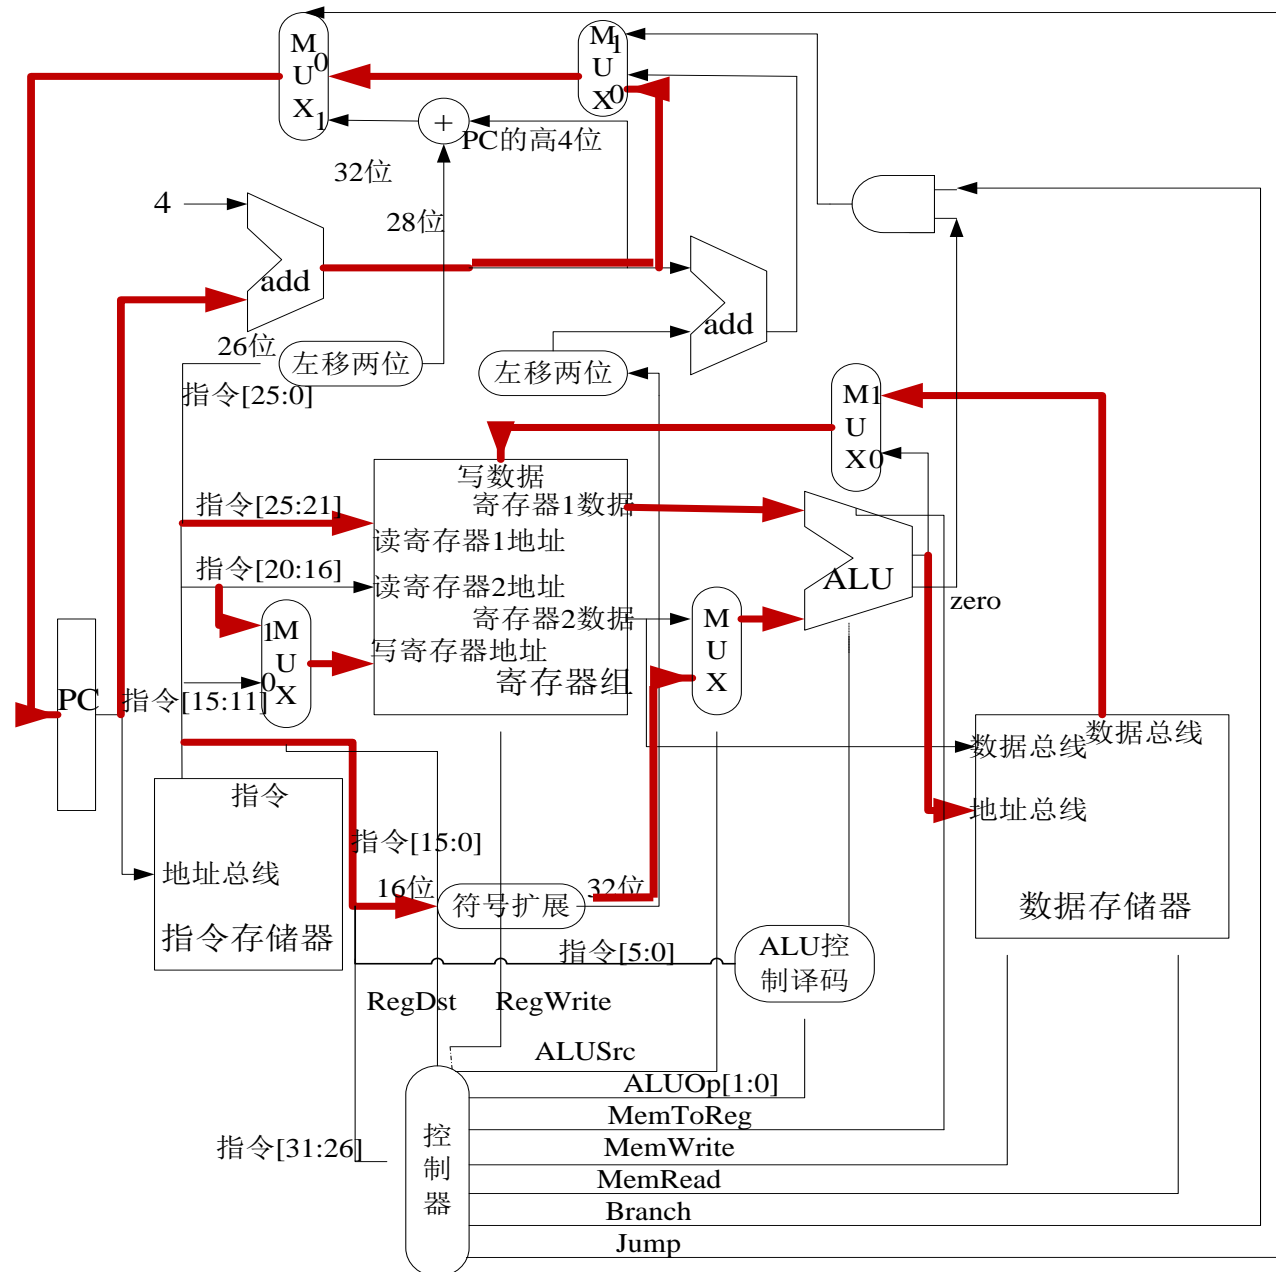 M
U
X
0
1
M
U
X
1
0
+
PC的高4位
32位
4
28位
add
add
26位
左移两位
左移两位
指令[25:0]
M
U
X
1
0
写数据
指令[25:21]
寄存器1数据
读寄存器1地址
指令[20:16]
读寄存器2地址
ALU
zero
寄存器2数据
1
0
M
U
X
M
U
X
写寄存器地址
寄存器组
PC
指令[15:11]
数据总线
数据总线
指令
地址总线
指令[15:0]
地址总线
16位
符号扩展
32位
数据存储器
指令存储器
指令[5:0]
ALU控
制译码
RegDst
RegWrite
ALUSrc
ALUOp[1:0]
MemToReg
指令[31:26]
控
制
器
MemWrite
MemRead
Branch
Jump